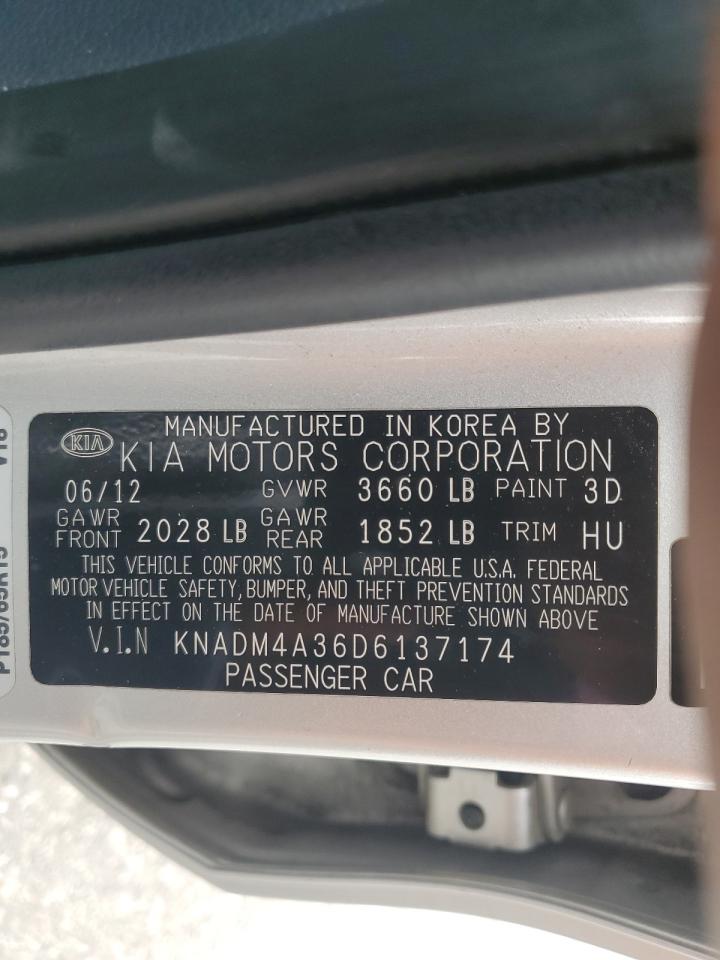 MANUFACTURED IN KOREA BY
KIA KIA MOTORS CORPORATION
06/12 GVWR 3660 LB PAINT 3D
GAWR FRONT 2028 LB GAWR REAR 1852 LB TRIM HU
THIS VEHICLE CONFORMS TO ALL APPLICABLE U.S.A. FEDERAL
MOTOR VEHICLE SAFETY, BUMPER, AND THEFT PREVENTION STANDARDS
IN EFFECT ON THE DATE OF MANUFACTURE SHOWN ABOVE
V.I.N KNADM4A36D6137174
PASSENGER CAR
P185/65R15